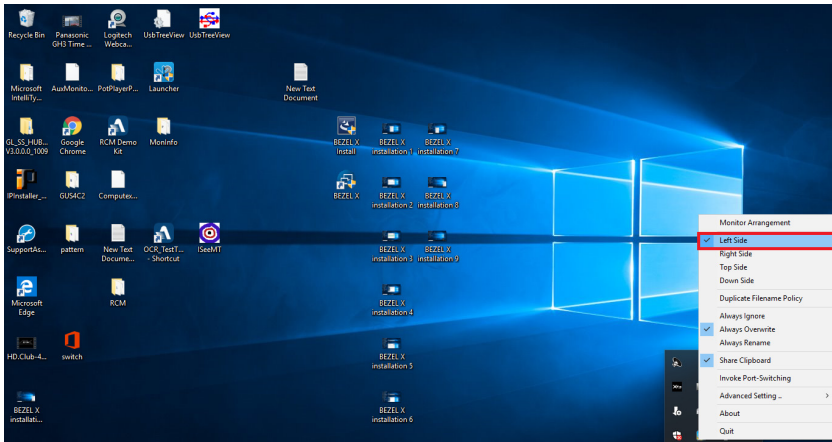 Recycle Bin
Panasonic
GH3 Time ...
Logitech
Webca...
UsbTreeView
UsbTreeView
Microsoft
IntelliTy...
AuxMonito...
PotPlayerP...
Launcher
New Text
Document
GL_SS_HUB...
V3.0.0.0_1009
Google
Chrome
RCM Demo
Kit
MonInfo
BEZEL X
Install
BEZEL X
installation 1
BEZEL X
installation 7
IPInstaller_...
GUS4C2
Computex...
BEZEL X
BEZEL X
installation 2
BEZEL X
installation 8
SupportAs...
pattern
New Text
Docume...
OCR_TestT...
- Shortcut
ISeeMT
BEZEL X
installation 3
BEZEL X
installation 9
Microsoft
Edge
RCM
BEZEL X
installation 4
HD.Club-4...
switch
BEZEL X
installation 5
BEZEL X
installati...
BEZEL X
installation 6
Monitor Arrangement
Left Side
Right Side
Top Side
Down Side
Duplicate Filename Policy
Always Ignore
Always Overwrite
Always Rename
Share Clipboard
Invoke Port-Switching
Advanced Setting ..
About
Quit